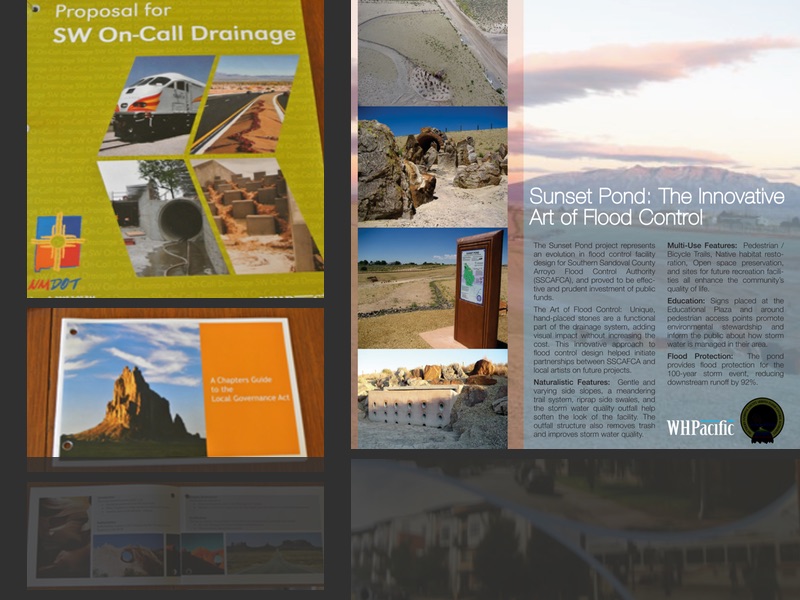 Proposal for
SW On-Call Drainage
NMDOT
A Chapters Guide
to the
Local Governance Act
Sunset Pond: The Innovative
Art of Flood Control
The Sunset Pond project represents
an evolution in flood control facility
design for Southern Sandoval County
Arroyo Flood Control Authority
(SSCAFCA), and proved to be effec-
tive and prudent investment of public
funds.
The Art of Flood Control: Unique,
hand-placed stones are a functional
part of the drainage system, adding
visual impact without increasing the
cost. This innovative approach to
flood control design helped initiate
partnerships between SSCAFCA and
local artists on future projects.
Naturalistic Features: Gentle and
varying side slopes, a meandering
trail system, riprap side swales, and
the storm water quality outfall help
soften the look of the facility. The
outfall structure also removes trash
and improves storm water quality.
Multi-Use Features: Pedestrian /
Bicycle Trails, Native habitat resto-
ration, Open space preservation,
and sites for future recreation facili-
ties all enhance the community's
quality of life.
Education: Signs placed at the
Educational Plaza and around
pedestrian access points promote
environmental stewardship and
inform the public about how storm
water is managed in their area.
Flood Protection: The pond
provides flood protection for the
100-year storm event, reducing
downstream runoff by 92%.
WHPacific